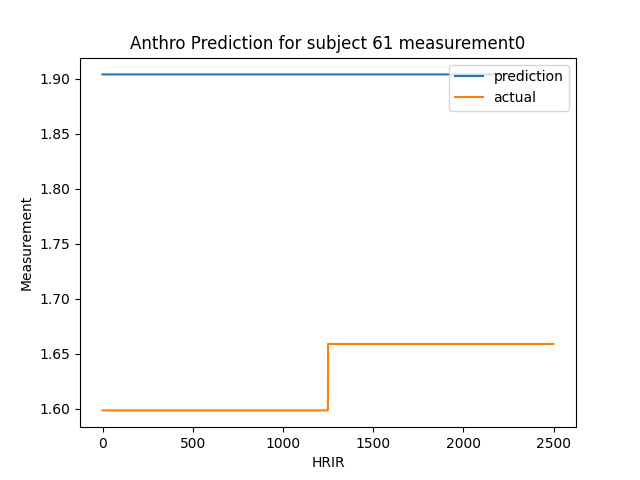 Anthro Prediction for subject 61 measurement0
prediction
actual
Measurement
1.90
1.85
1.80
1.75
1.70
1.65
1.60
0 500 1000 1500 2000 2500
HRIR